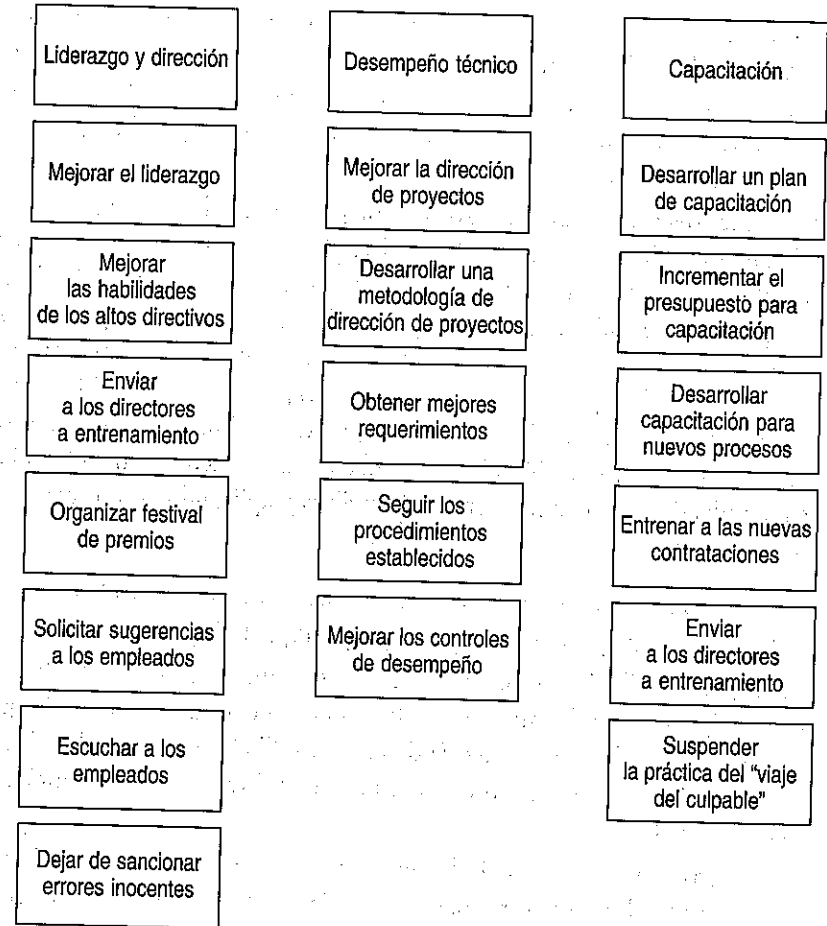 Liderazgo y dirección
Mejorar el liderazgo
Mejorar
las habilidades
de los altos directivos
Enviar
a los directores
a entrenamiento
Organizar festival
de premios
Solicitar sugerencias
a los empleados
Escuchar a los
empleados
Dejar de sancionar
errores inocentes
Desempeño técnico
Mejorar la dirección
de proyectos
Desarrollar una
metodología de
dirección de proyectos
Obtener mejores
requerimientos
Seguir los
procedimientos
establecidos
Mejorar los controles
de desempeño
Capacitación
Desarrollar un plan
de capacitación
Incrementar el
presupuesto para
capacitación
Desarrollar
capacitación para
nuevos procesos
Entrenar a las nuevas
contrataciones
Enviar
a los directores
a entrenamiento
Suspender
la práctica del "viaje
del culpable"